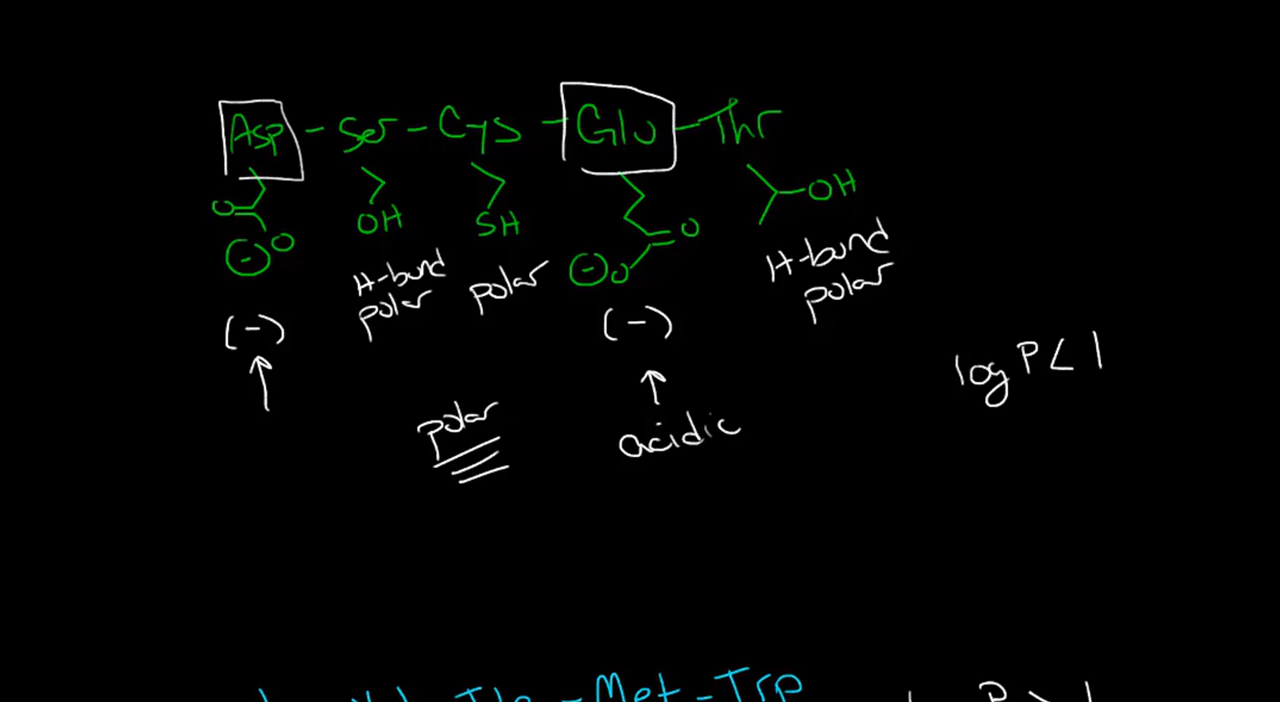 Asp - Ser - Cys - Glu - Thr
O OH SH O OH
- O - O
H-bond polar H-bond
polar polar
(-) (-)
log P < 1
polar acidic
Ile - Met - Trp
P > 1